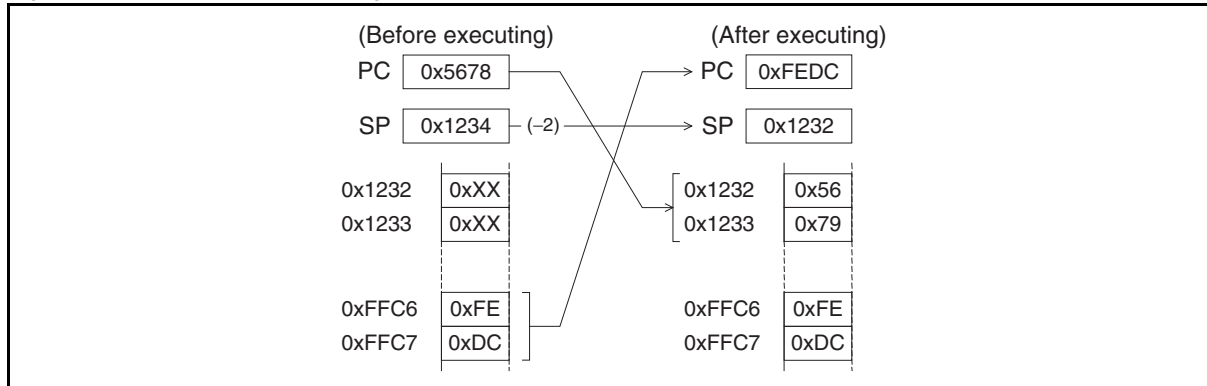 (Before executing) (After executing)
PC 0x5678 PC 0xFEDC
SP 0x1234 (−2) SP 0x1232
0x1232 0xXX 0x1232 0x56
0x1233 0xXX 0x1233 0x79
0xFFC6 0xFE 0xFFC6 0xFE
0xFFC7 0xDC 0xFFC7 0xDC